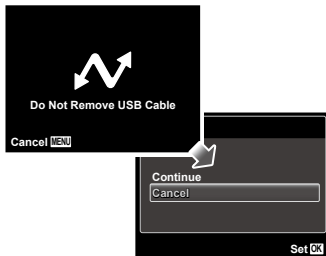 Do Not Remove USB Cable
Cancel MENU
Continue
Cancel
Set OK